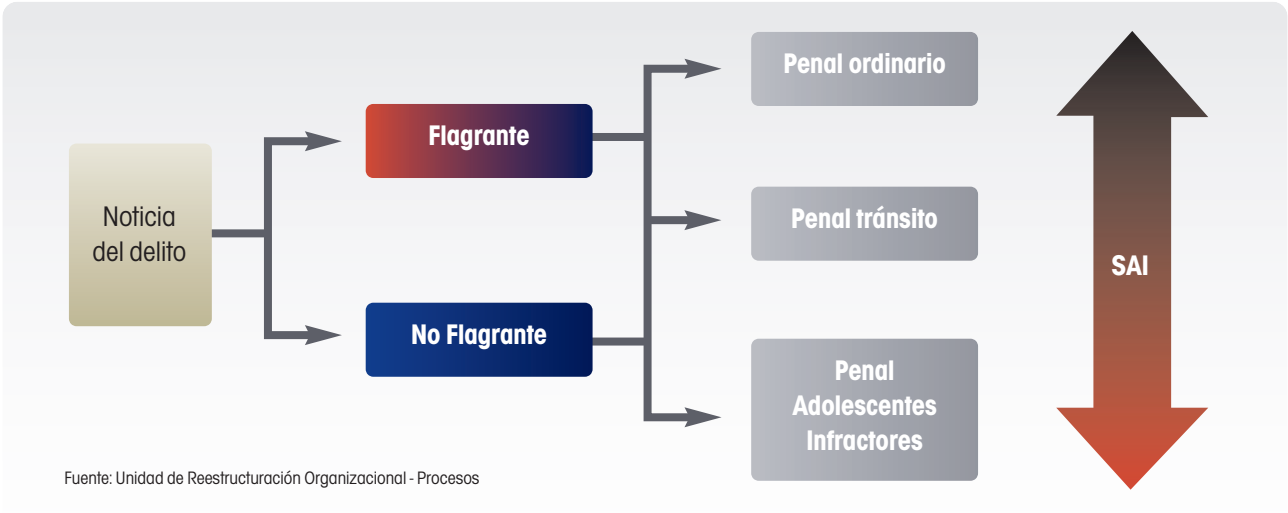 Noticia
del delito
Flagrante
No Flagrante
Penal ordinario
Penal tránsito
Penal
Adolescentes
Infractores
SAI
Fuente: Unidad de Reestructuración Organizacional - Procesos